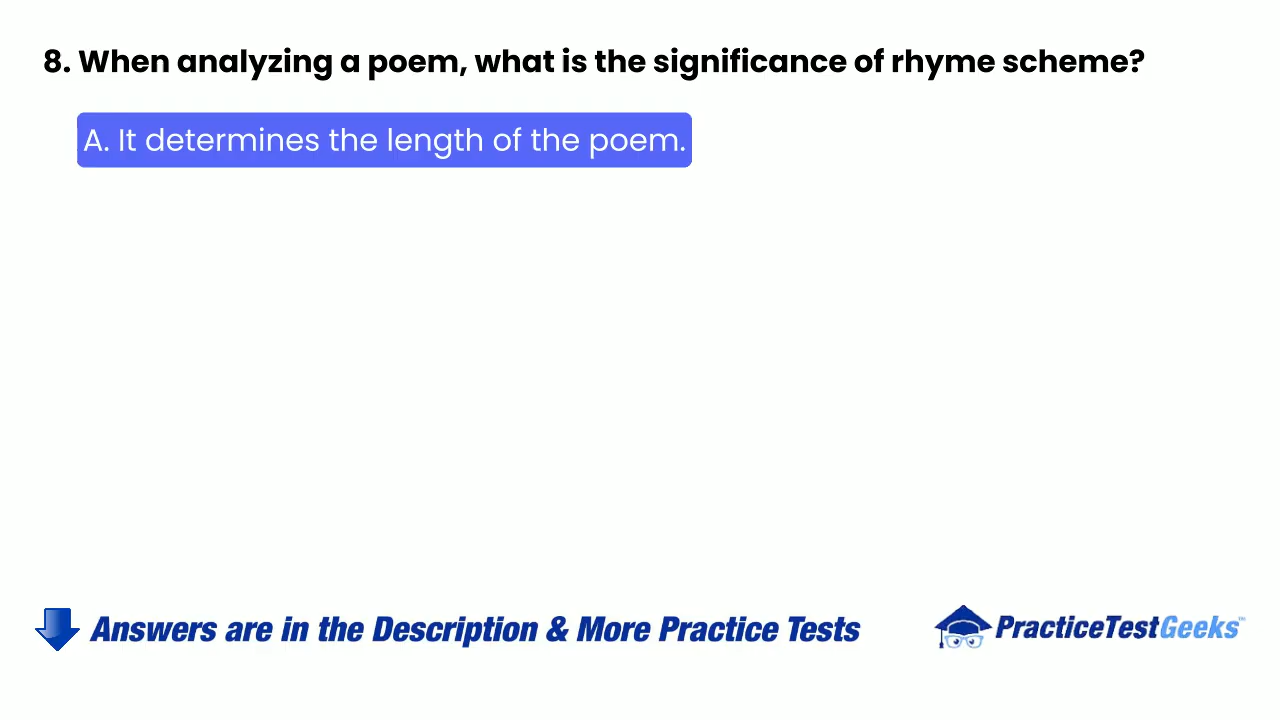 8. When analyzing a poem, what is the significance of rhyme scheme?
A. It determines the length of the poem.
Answers are in the Description & More Practice Tests
PracticeTestGeeks